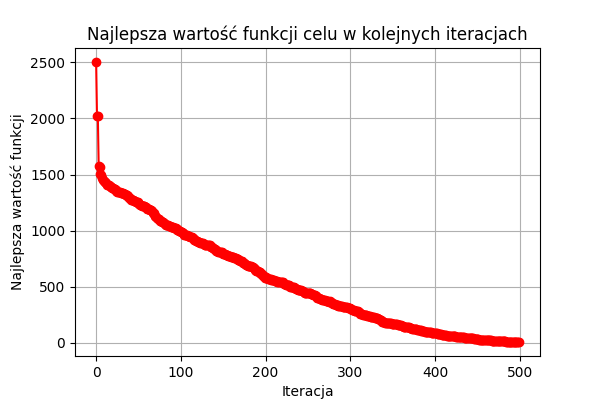 Najlepsza wartość funkcji celu w kolejnych iteracjach
2500
2000
1500
1000
500
0
Najlepsza wartość funkcji
0 100 200 300 400 500
Iteracja